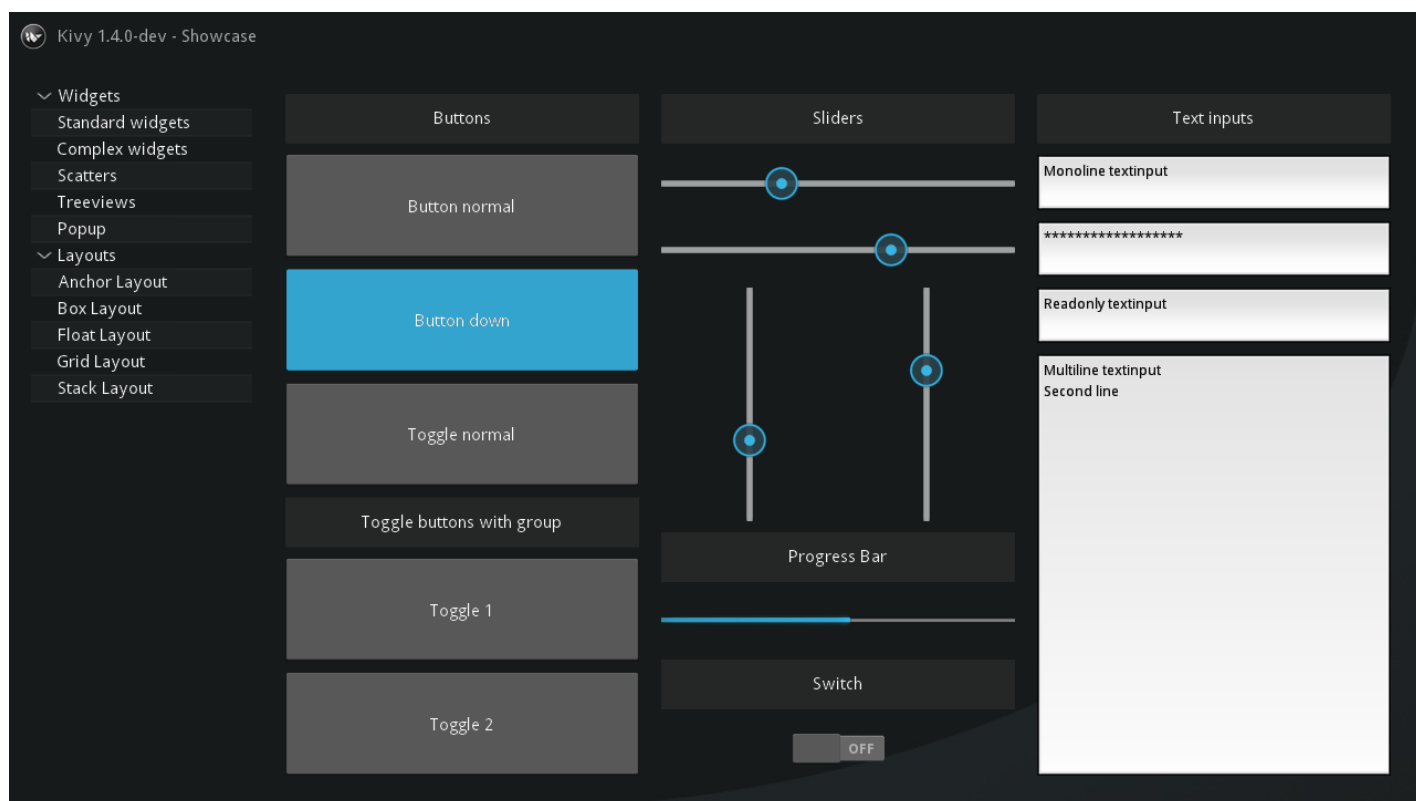 Kivy 1.4.0-dev - Showcase
Widgets
Standard widgets
Complex widgets
Scatters
Treeviews
Popup
Layouts
Anchor Layout
Box Layout
Float Layout
Grid Layout
Stack Layout
Buttons
Button normal
Button down
Toggle normal
Toggle buttons with group
Toggle 1
Toggle 2
Sliders
Progress Bar
Switch
OFF
Text inputs
Monoline textinput
******************
Readonly textinput
Multiline textinput
Second line